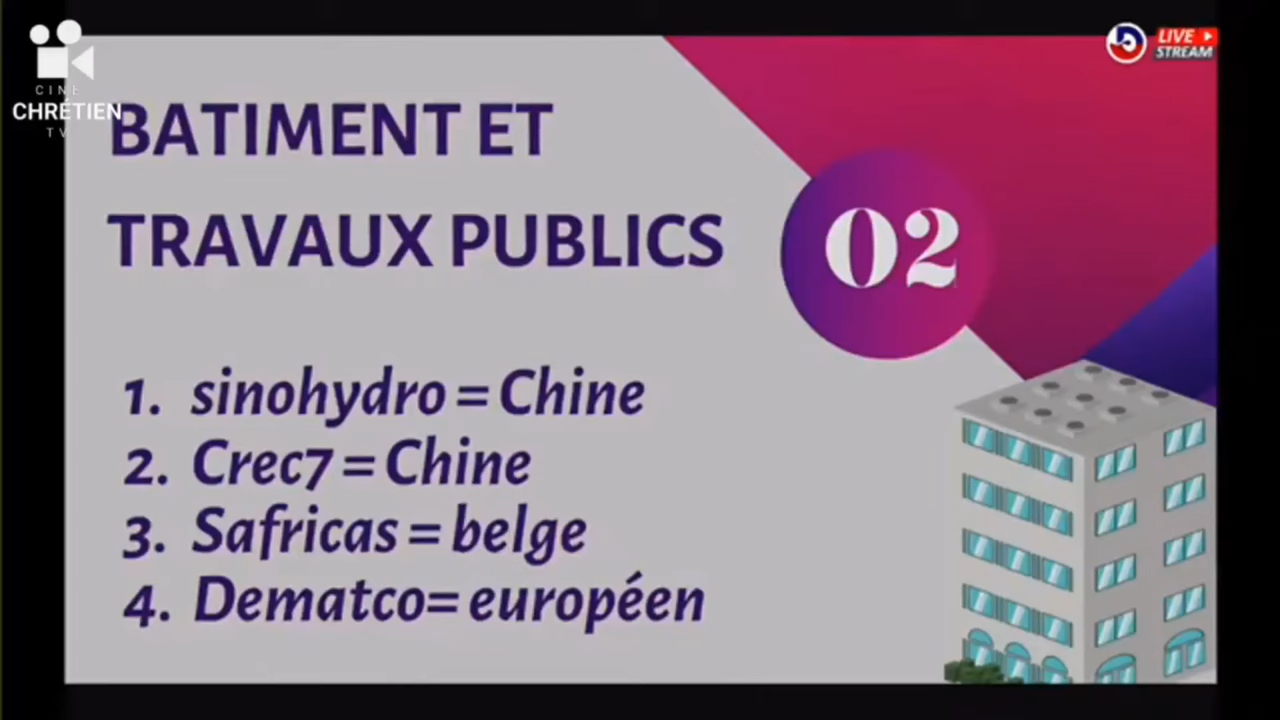 CINE
CHRÉTIEN
TV
LIVE
STREAM
BATIMENT ET
TRAVAUX PUBLICS
02
1. sinohydro = Chine
2. Crec7 = Chine
3. Safricas = belge
4. Dematco= européen